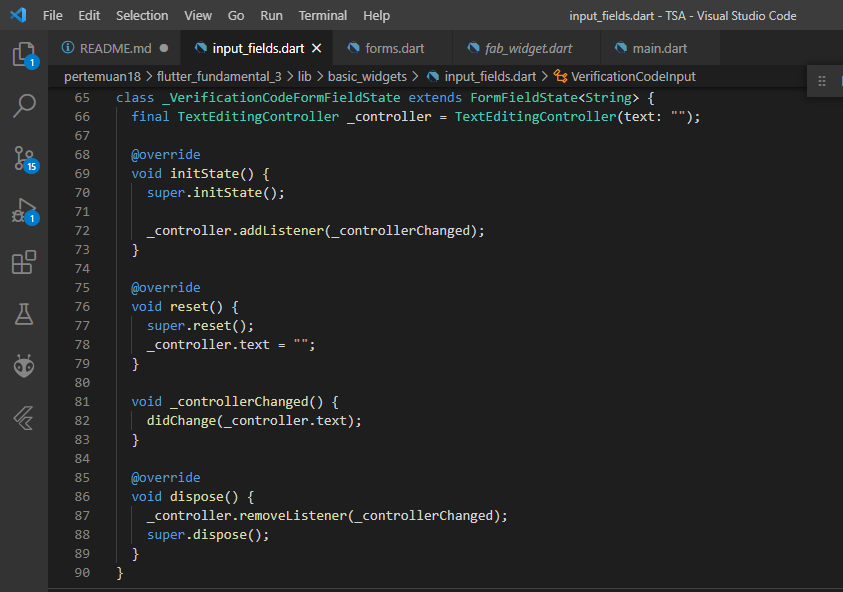 File Edit Selection View Go Run Terminal Help input_fields.dart - TSA - Visual Studio Code
README.md input_fields.dart forms.dart fab_widget.dart main.dart
pertemuan18 > flutter_fundamental_3 > lib > basic_widgets > input_fields.dart > VerificationCodeInput
1
15
1
65 class _VerificationCodeFormFieldState extends FormFieldState<String> {
66 final TextEditingController _controller = TextEditingController(text: "");
67
68 @override
69 void initState() {
70 super.initState();
71
72 _controller.addListener(_controllerChanged);
73 }
74
75 @override
76 void reset() {
77 super.reset();
78 _controller.text = "";
79 }
80
81 void _controllerChanged() {
82 didChange(_controller.text);
83 }
84
85 @override
86 void dispose() {
87 _controller.removeListener(_controllerChanged);
88 super.dispose();
89 }
90 }